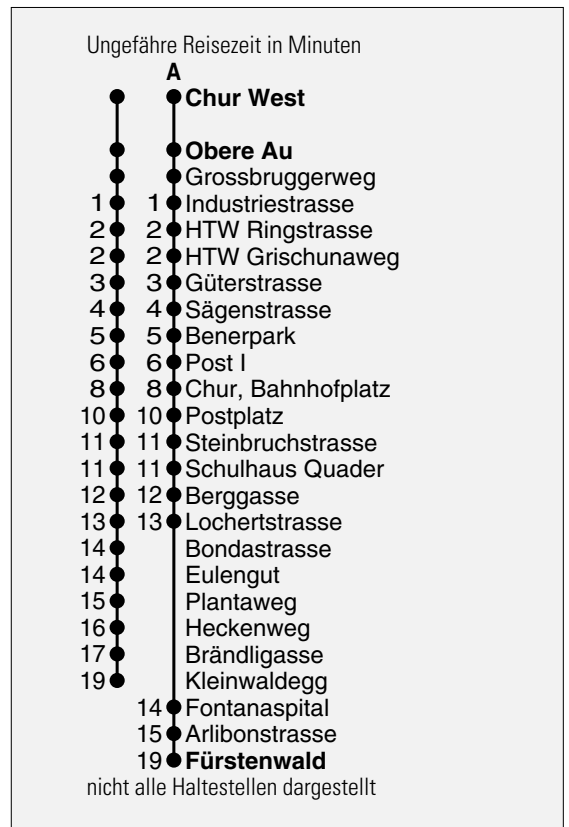 Ungefähre Reisezeit in Minuten
A
Chur West
Obere Au
Grossbruggerweg
1 1 Industriestrasse
2 2 HTW Ringstrasse
2 2 HTW Grischunaweg
3 3 Güterstrasse
4 4 Sägenstrasse
5 5 Benerpark
6 6 Post I
8 8 Chur, Bahnhofplatz
10 10 Postplatz
11 11 Steinbruchstrasse
11 11 Schulhaus Quader
12 12 Berggasse
13 13 Lochertstrasse
14 Bondastrasse
14 Eulengut
15 Plantaweg
16 Heckenweg
17 Brändligasse
19 Kleinwaldegg
14 Fontanaspital
15 Arlibonstrasse
19 Fürstenwald
nicht alle Haltestellen dargestellt